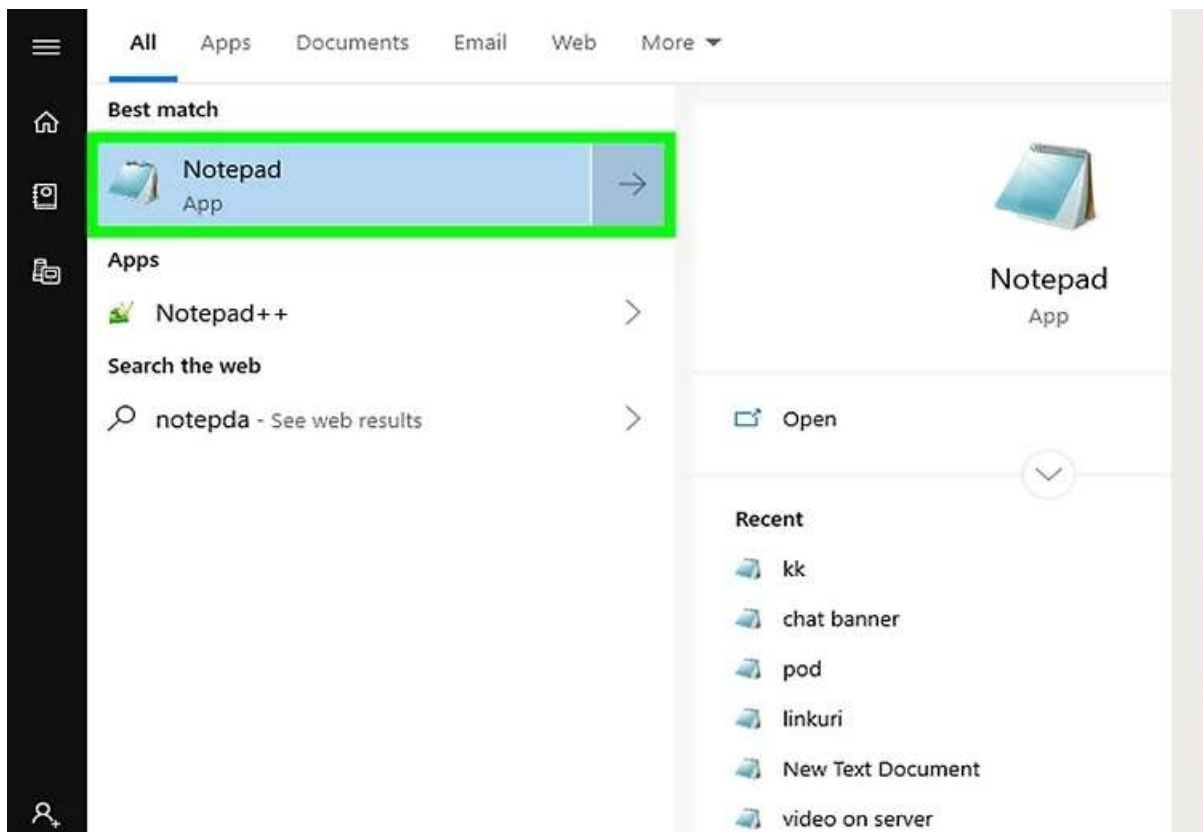 All Apps Documents Email Web More
Best match
Notepad
App
Apps
Notepad++
Search the web
notepda - See web results
Notepad
App
Open
Recent
kk
chat banner
pod
linkuri
New Text Document
video on server